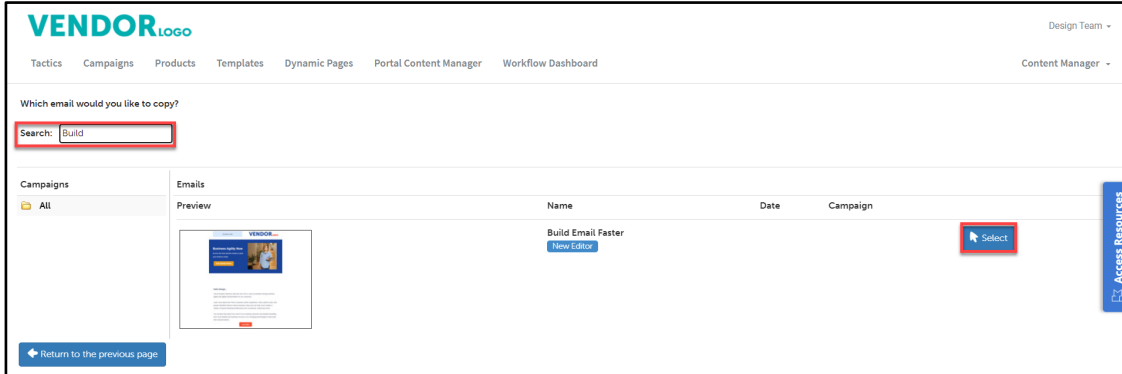 VENDOR LOGO
Design Team
Tactics Campaigns Products Templates Dynamic Pages Portal Content Manager Workflow Dashboard Content Manager
Which email would you like to copy?
Search: Build
Campaigns Emails
All Preview Name Date Campaign
VENDOR
Business Agility Now
Build Email Faster
New Editor
Select
Access Resources
Return to the previous page